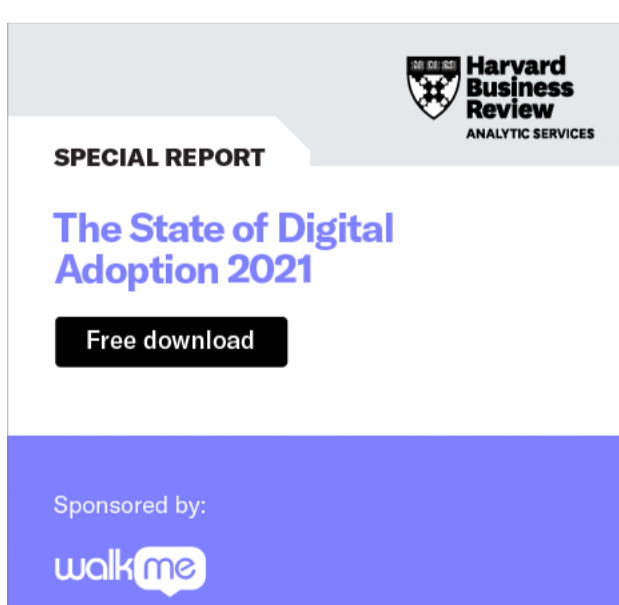 Harvard
Business
Review
ANALYTIC SERVICES
SPECIAL REPORT
The State of Digital
Adoption 2021
Free download
Sponsored by:
walkme